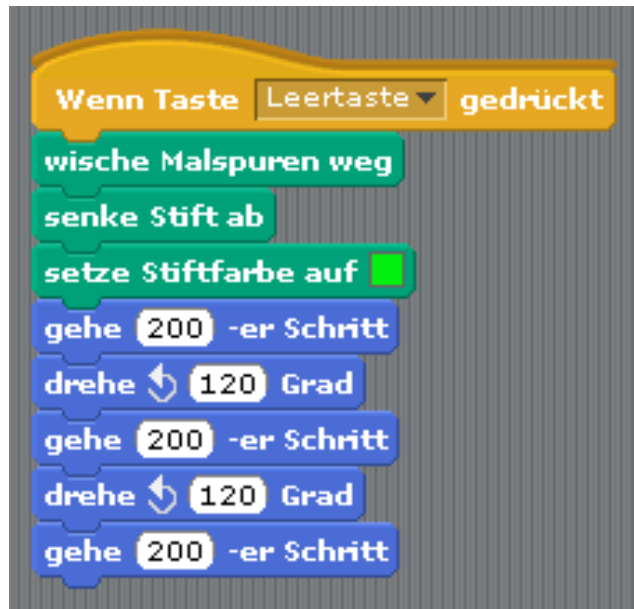 Wenn Taste Leertaste gedrückt
wische Malspuren weg
senke Stift ab
setze Stiftfarbe auf
gehe 200 -er Schritt
drehe 120 Grad
gehe 200 -er Schritt
drehe 120 Grad
gehe 200 -er Schritt